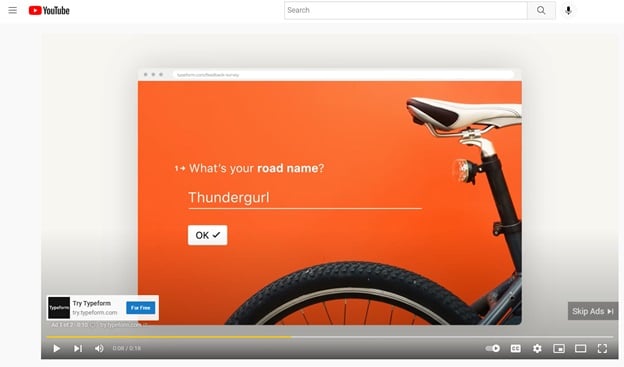 YouTube
Search
typeform.com/feedback-survey
1→ What's your road name?
Thundergurl
OK ✓
Typeform
Try Typeform
try.typeform.com
For Free
Ad 1 of 2 · 0:10
try.typeform.com
Skip Ads
0:08 / 0:18
CC